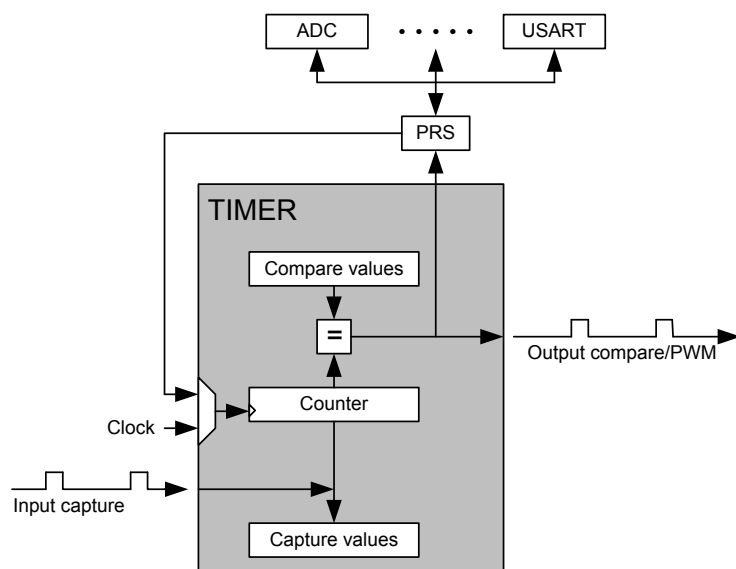 ADC
• • • • •
USART
PRS
TIMER
Compare values
=
Output compare/PWM
Counter
Clock
Input capture
Capture values